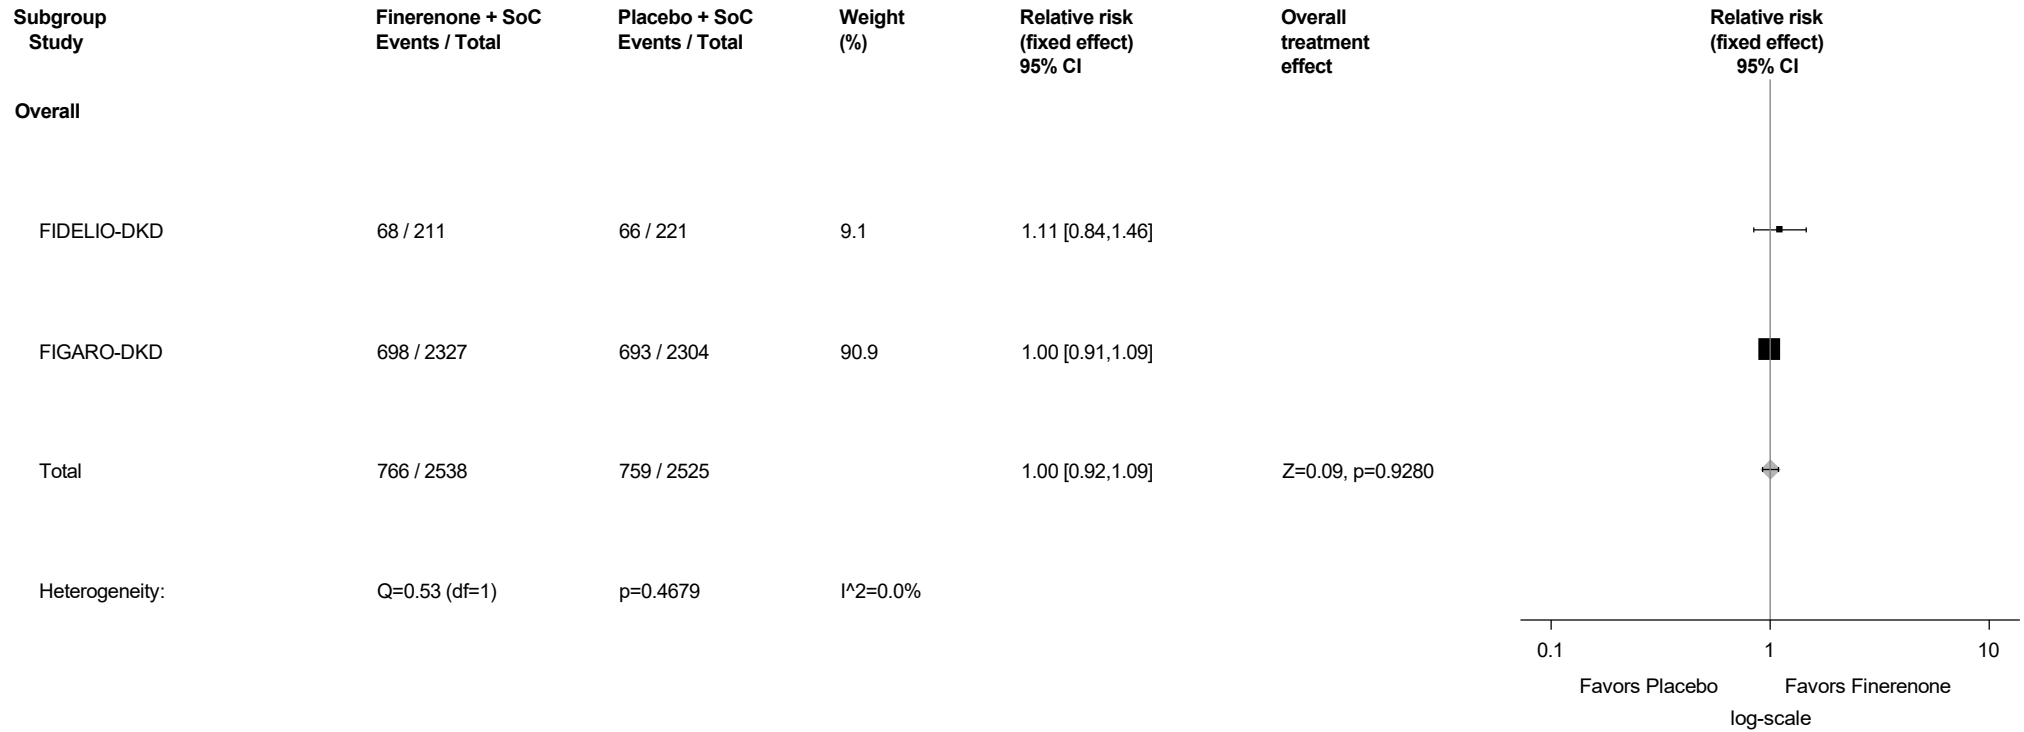 Subgroup Finerenone + SoC Placebo + SoC Weight Relative risk Overall Relative risk
Study Events / Total Events / Total (%) (fixed effect) treatment (fixed effect)
95% CI effect 95% CI
Overall
FIDELIO-DKD 68 / 211 66 / 221 9.1 1.11 [0.84,1.46]
FIGARO-DKD 698 / 2327 693 / 2304 90.9 1.00 [0.91,1.09]
Total 766 / 2538 759 / 2525 1.00 [0.92,1.09] Z=0.09, p=0.9280
Heterogeneity: Q=0.53 (df=1) p=0.4679 I^2=0.0%
0.1 1 10
Favors Placebo Favors Finerenone
log-scale